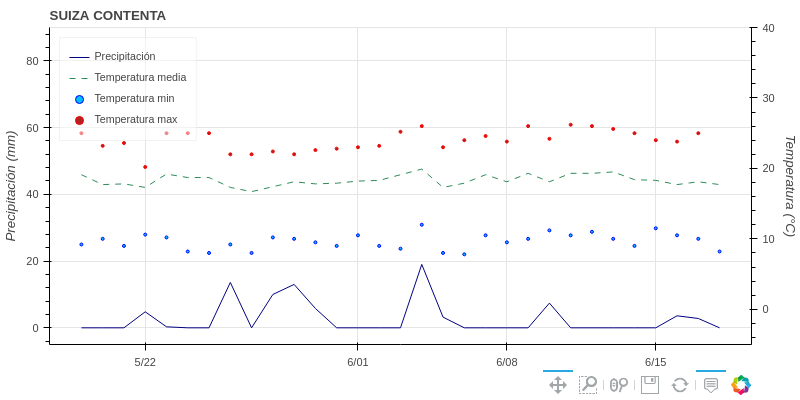 SUIZA CONTENTA
Precipitación
Temperatura media
Temperatura min
Temperatura max
Precipitación (mm)
80
60
40
20
0
Temperatura (°C)
40
30
20
10
0
5/22
6/01
6/08
6/15